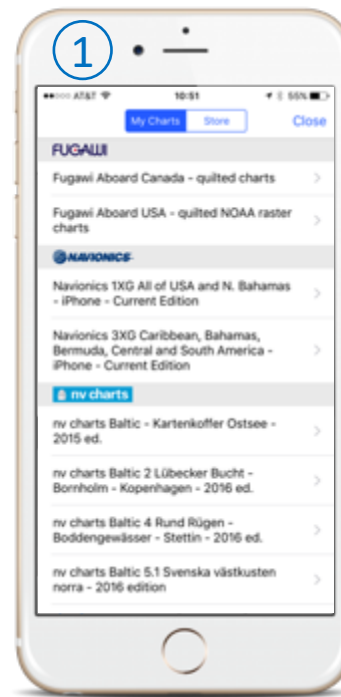 1
AT&T 10:51 55%
My Charts Store Close
FUGAWI
Fugawi Aboard Canada - quilted charts
Fugawi Aboard USA - quilted NOAA raster
charts
NAVIONICS
Navionics 1XG All of USA and N. Bahamas
- iPhone - Current Edition
Navionics 3XG Caribbean, Bahamas,
Bermuda, Central and South America -
iPhone - Current Edition
nv charts
nv charts Baltic - Kartenkoffer Ostsee -
2015 ed.
nv charts Baltic 2 Lübecker Bucht -
Bornholm - Kopenhagen - 2016 ed.
nv charts Baltic 4 Rund Rügen -
Boddengewässer - Stettin - 2016 ed.
nv charts Baltic 5.1 Svenska västkusten
norra - 2016 edition